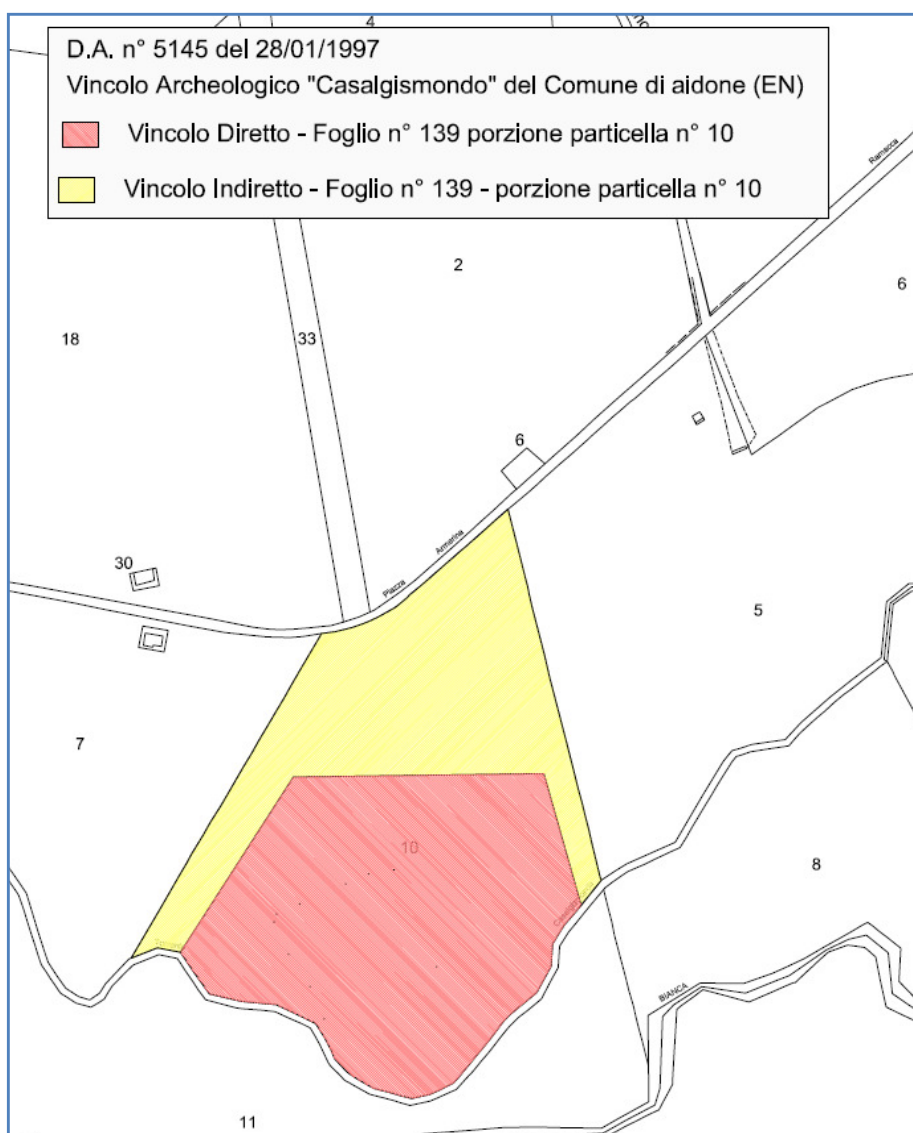 D.A. n° 5145 del 28/01/1997
Vincolo Archeologico "Casalgismondo" del Comune di aidone (EN)
Vincolo Diretto - Foglio n° 139 porzione particella n° 10
Vincolo Indiretto - Foglio n° 139 - porzione particella n° 10
4
Ramacca
2
6
18
33
6
Armerina
Piazza
30
5
7
10
8
BIANCA
11